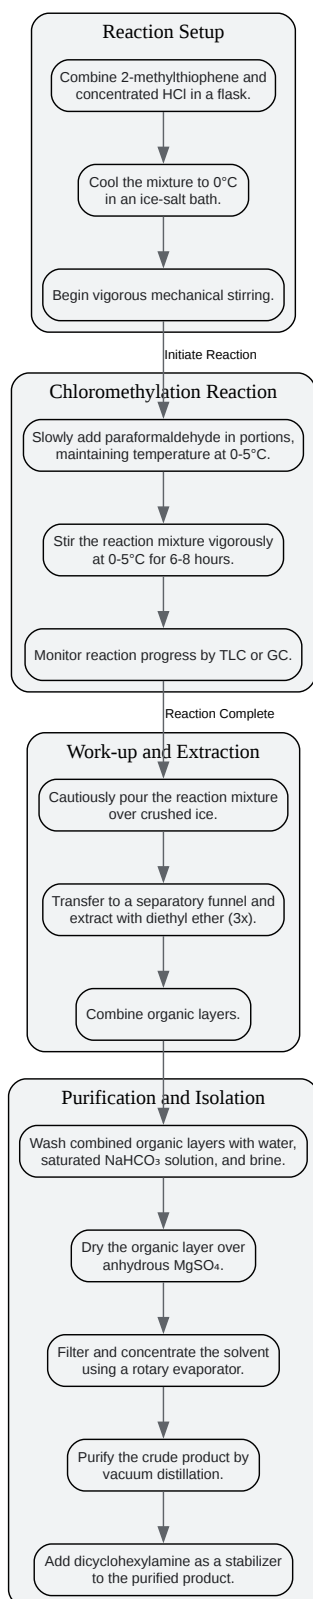 Reaction Setup
Combine 2-methylthiophene and
concentrated HCl in a flask.
Cool the mixture to 0°C
in an ice-salt bath.
Begin vigorous mechanical stirring.
Initiate Reaction
Chloromethylation Reaction
Slowly add paraformaldehyde in portions,
maintaining temperature at 0-5°C.
Stir the reaction mixture vigorously
at 0-5°C for 6-8 hours.
Monitor reaction progress by TLC or GC.
Reaction Complete
Work-up and Extraction
Cautiously pour the reaction mixture
over crushed ice.
Transfer to a separatory funnel and
extract with diethyl ether (3x).
Combine organic layers.
Purification and Isolation
Wash combined organic layers with water,
saturated NaHCO₃ solution, and brine.
Dry the organic layer over
anhydrous MgSO₄.
Filter and concentrate the solvent
using a rotary evaporator.
Purify the crude product by
vacuum distillation.
Add dicyclohexylamine as a stabilizer
to the purified product.